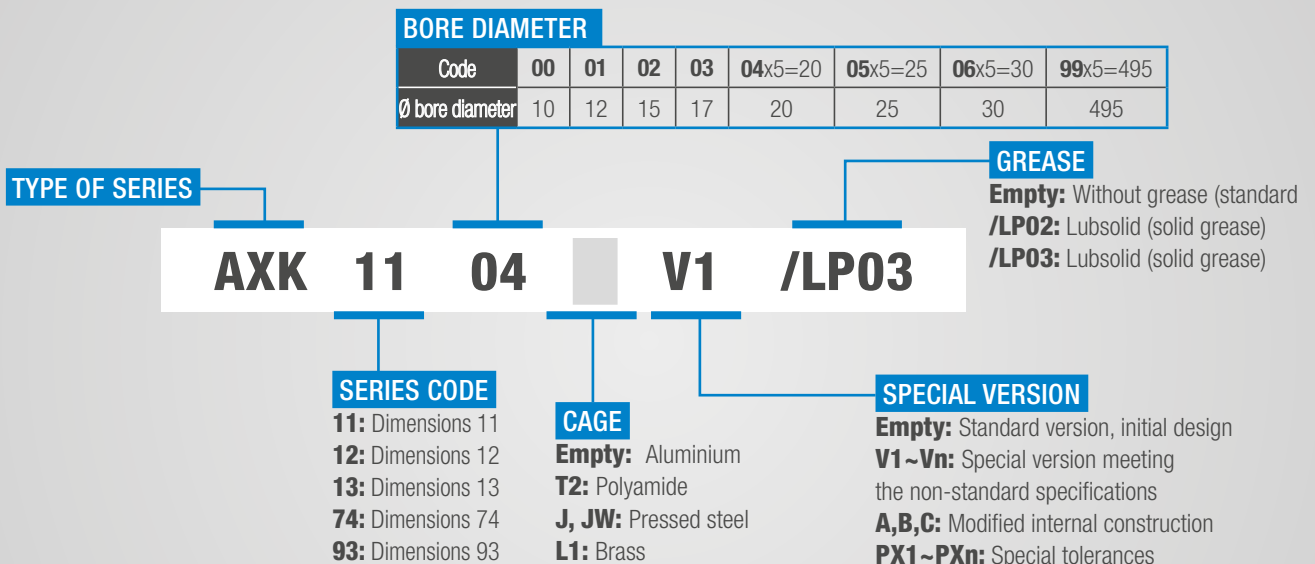 BORE DIAMETER
Code 00 01 02 03 04x5=20 05x5=25 06x5=30 99x5=495
Ø bore diameter 10 12 15 17 20 25 30 495
TYPE OF SERIES
GREASE
Empty: Without grease (standard
/LP02: Lubsolid (solid grease)
/LP03: Lubsolid (solid grease)
AXK 11 04 V1 /LP03
SERIES CODE
11: Dimensions 11
12: Dimensions 12
13: Dimensions 13
74: Dimensions 74
93: Dimensions 93
CAGE
Empty: Aluminium
T2: Polyamide
J, JW: Pressed steel
L1: Brass
SPECIAL VERSION
Empty: Standard version, initial design
V1~Vn: Special version meeting
the non-standard specifications
A,B,C: Modified internal construction
PX1~PXn: Special tolerances